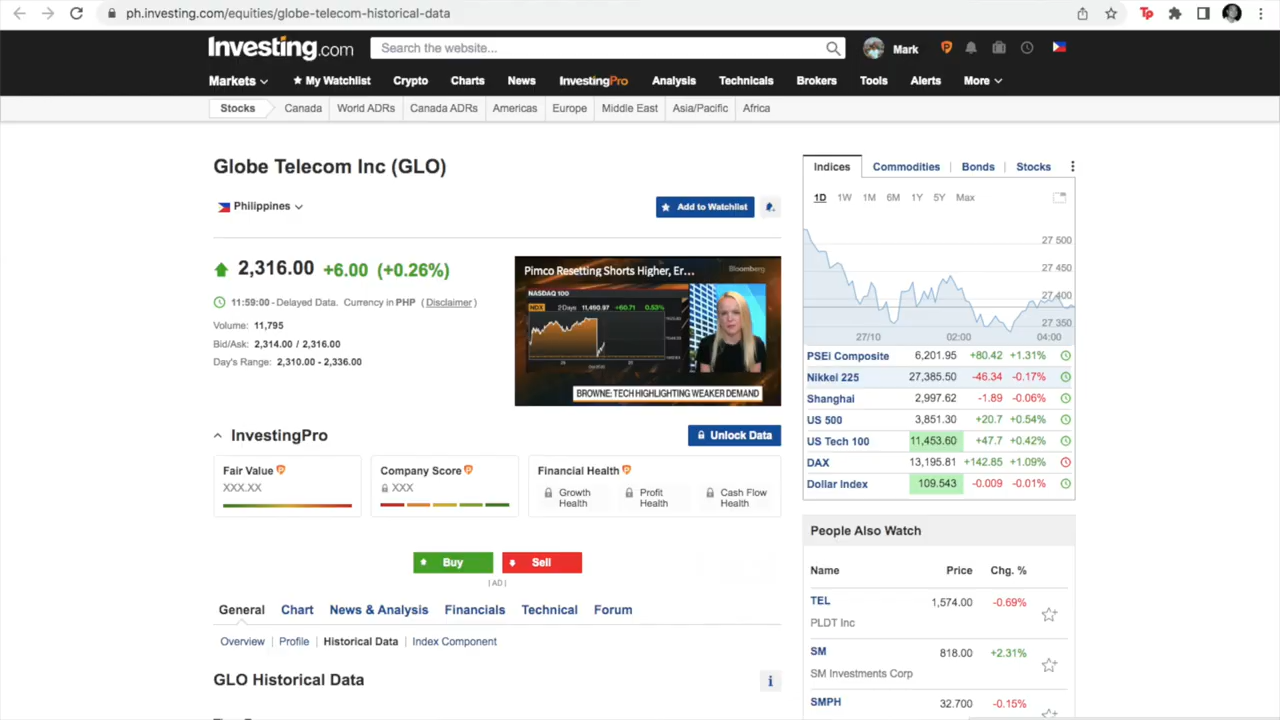 ph.investing.com/equities/globe-telecom-historical-data
Investing.com
Search the website...
Mark
Markets
My Watchlist
Crypto
Charts
News
InvestingPro
Analysis
Technicals
Brokers
Tools
Alerts
More
Stocks
Canada
World ADRs
Canada ADRs
Americas
Europe
Middle East
Asia/Pacific
Africa
Globe Telecom Inc (GLO)
Philippines
Add to Watchlist
2,316.00 +6.00 (+0.26%)
11:59:00 - Delayed Data. Currency in PHP (Disclaimer)
Volume: 11,795
Bid/Ask: 2,314.00 / 2,316.00
Day's Range: 2,310.00 - 2,336.00
Pimco Resetting Shorts Higher, Er...
Bloomberg
NASDAQ 100
NDX 2 Days 11,450.97 +60.71 0.53%
BROWNE: TECH HIGHLIGHTING WEAKER DEMAND
InvestingPro
Unlock Data
Fair Value
XXX.XX
Company Score
XXX
Financial Health
Growth Health
Profit Health
Cash Flow Health
Buy
Sell
| AD |
General
Chart
News & Analysis
Financials
Technical
Forum
Overview
Profile
Historical Data
Index Component
GLO Historical Data
i
Indices
Commodities
Bonds
Stocks
1D 1W 1M 6M 1Y 5Y Max
27 500
27 450
27 400
27 350
27/10 02:00 04:00
PSEi Composite 6,201.95 +80.42 +1.31%
Nikkei 225 27,385.50 -46.34 -0.17%
Shanghai 2,997.62 -1.89 -0.06%
US 500 3,851.30 +20.7 +0.54%
US Tech 100 11,453.60 +47.7 +0.42%
DAX 13,195.81 +142.85 +1.09%
Dollar Index 109.543 -0.009 -0.01%
People Also Watch
Name Price Chg. %
TEL 1,574.00 -0.69%
PLDT Inc
SM 818.00 +2.31%
SM Investments Corp
SMPH 32.700 -0.15%